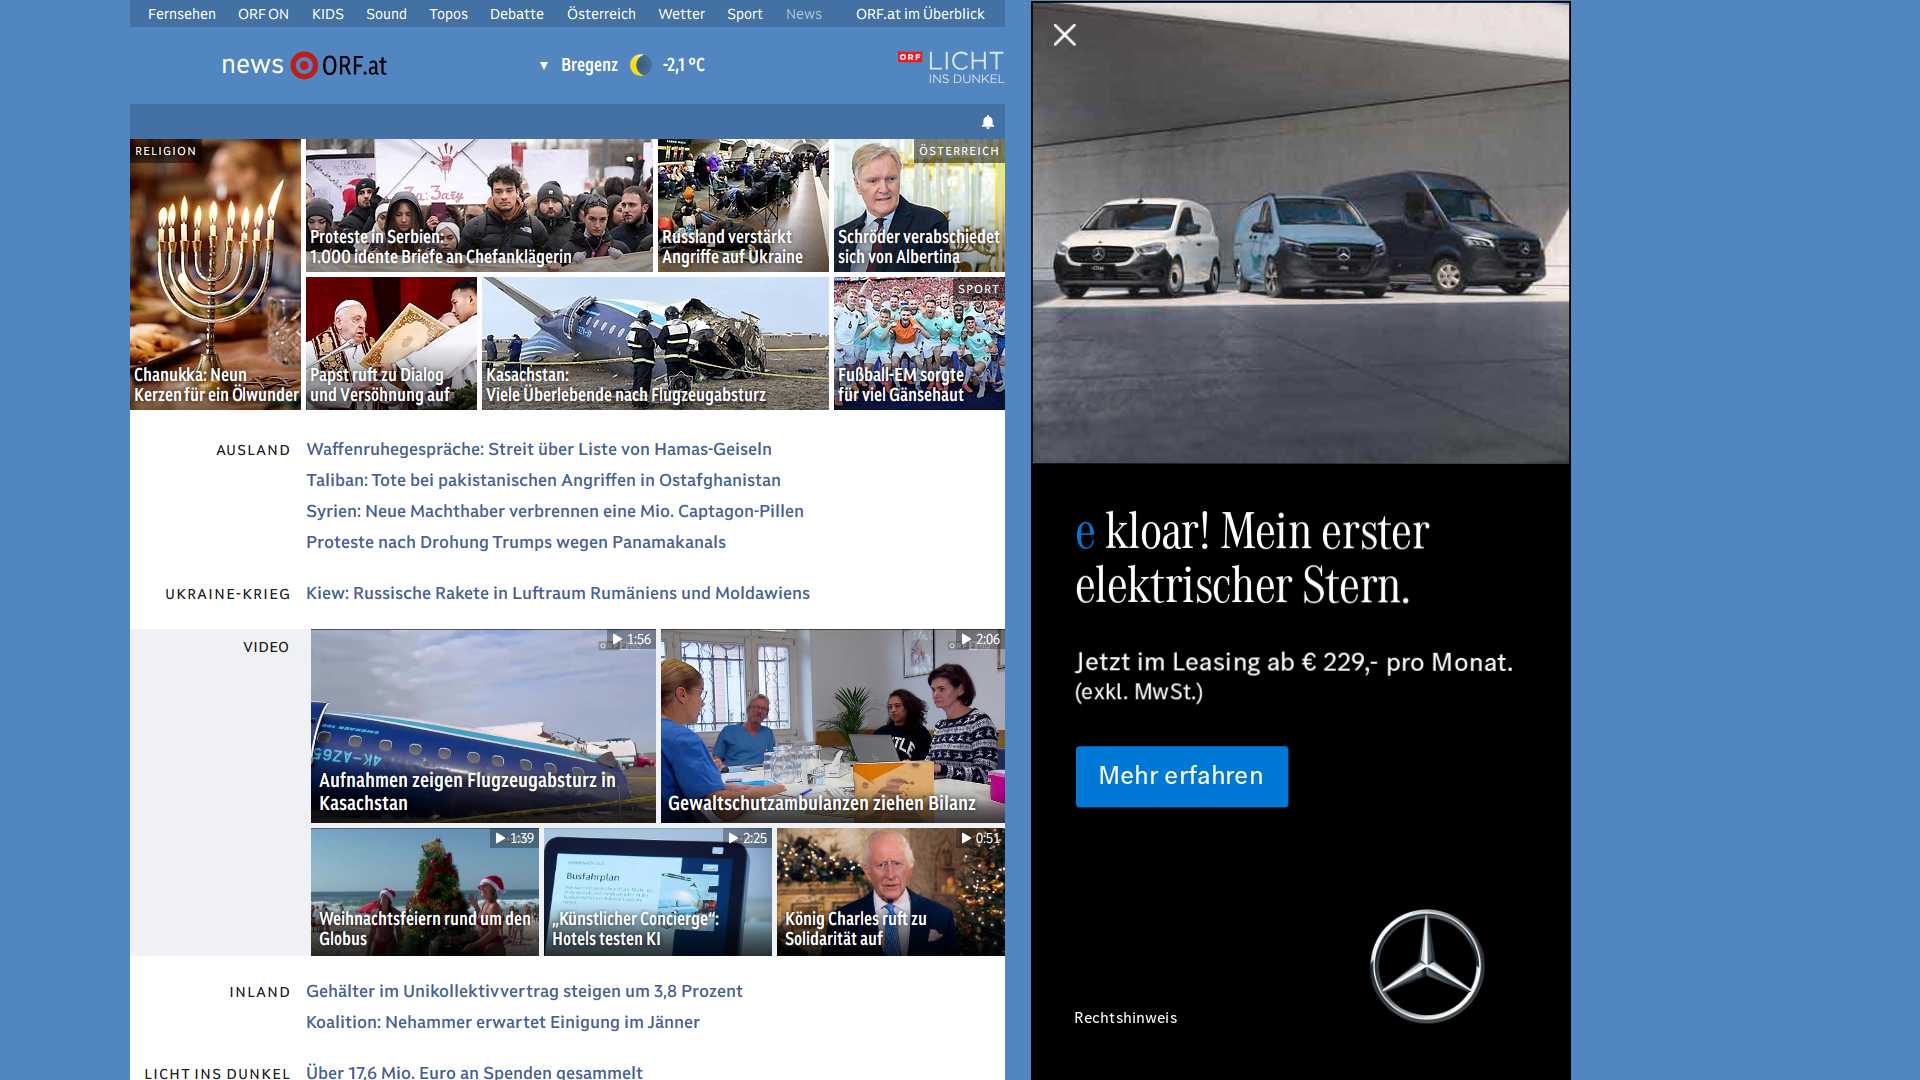 Fernsehen ORF ON KIDS Sound Topos Debatte Österreich Wetter Sport News ORF.at im Überblick
news ORF.at
Bregenz -2,1 ºC
ORF LICHT
INS DUNKEL
RELIGION
Chanukka: Neun
Kerzen für ein Ölwunder
Proteste in Serbien:
1.000 idente Briefe an Chefanklägerin
Russland verstärkt
Angriffe auf Ukraine
ÖSTERREICH
Schröder verabschiedet
sich von Albertina
Papst ruft zu Dialog
und Versöhnung auf
Kasachstan:
Viele Überlebende nach Flugzeugabsturz
SPORT
Fußball-EM sorgte
für viel Gänsehaut
AUSLAND
Waffenruhegespräche: Streit über Liste von Hamas-Geiseln
Taliban: Tote bei pakistanischen Angriffen in Ostafghanistan
Syrien: Neue Machthaber verbrennen eine Mio. Captagon-Pillen
Proteste nach Drohung Trumps wegen Panamakanals
UKRAINE-KRIEG
Kiew: Russische Rakete in Luftraum Rumäniens und Moldawiens
VIDEO
1:56
4K-AZ65
Aufnahmen zeigen Flugzeugabsturz in
Kasachstan
2:06
Gewaltschutzambulanzen ziehen Bilanz
1:39
Weihnachtsfeiern rund um den
Globus
2:25
Busfahrplan
„Künstlicher Concierge“:
Hotels testen KI
0:51
König Charles ruft zu
Solidarität auf
INLAND
Gehälter im Unikollektivvertrag steigen um 3,8 Prozent
Koalition: Nehammer erwartet Einigung im Jänner
LICHT INS DUNKEL
Über 17,6 Mio. Euro an Spenden gesammelt
e kloar! Mein erster
elektrischer Stern.
Jetzt im Leasing ab € 229,- pro Monat.
(exkl. MwSt.)
Mehr erfahren
Rechtshinweis